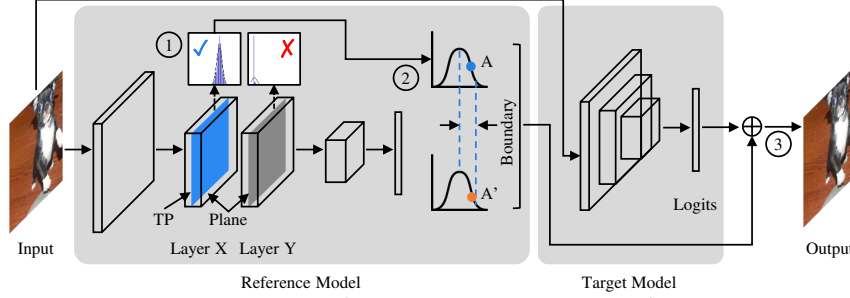 1
2
A
Boundary
A’
3
TP
Plane
Logits
Input
Layer X
Layer Y
Output
Reference Model
Target Model